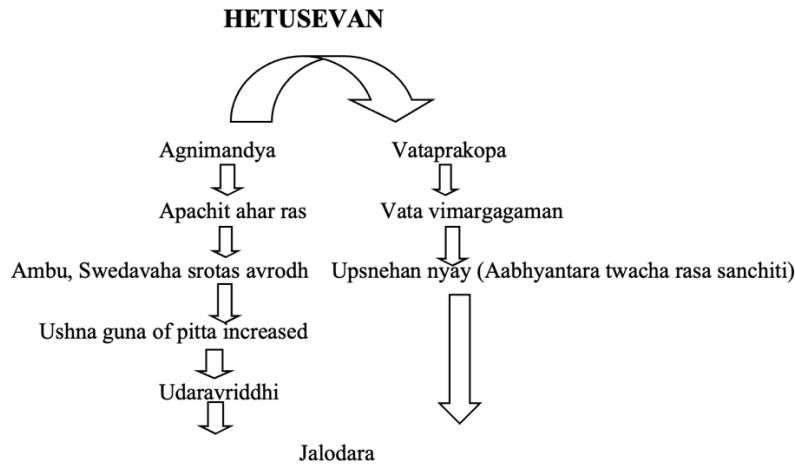 HETUSEVAN
Agnimandya Vataprakopa
Apachit ahar ras Vata vimargagaman
Ambu, Swedavaha srotas avrodh Upsnehan nyay (Aabhyantara twacha rasa sanchiti)
Ushna guna of pitta increased
Udaravriddhi
Jalodara